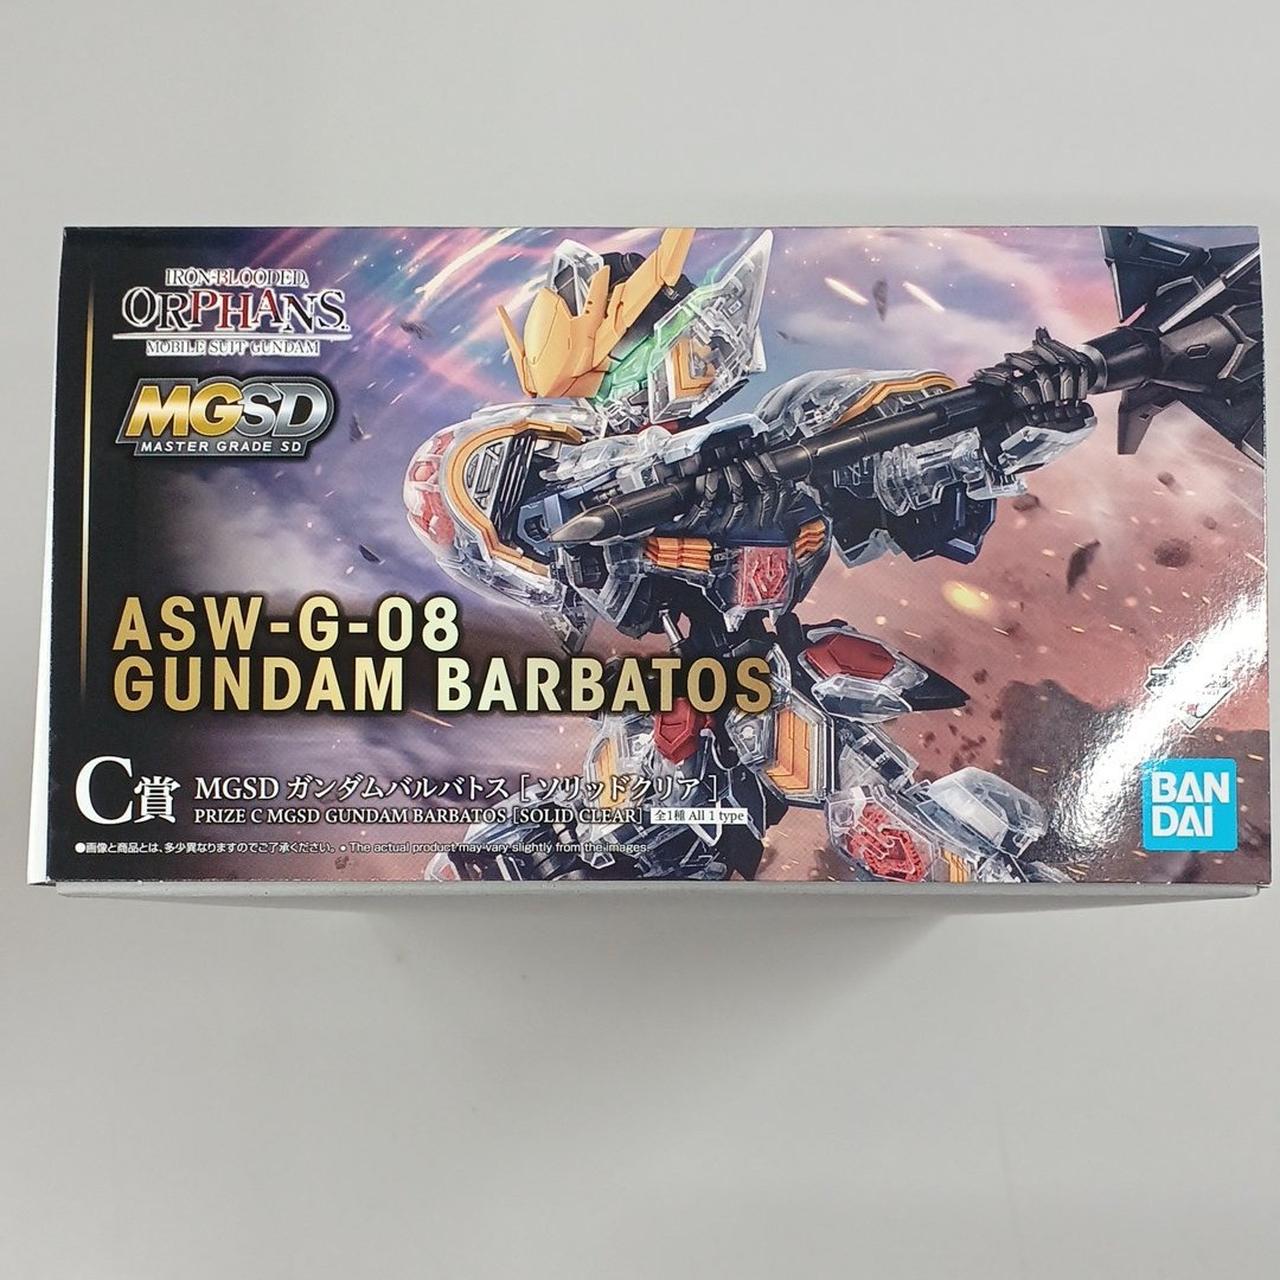 IRON-BLOODED
ORPHANS
MOBILE SUIT GUNDAM
MGSD
MASTER GRADE SD
ASW-G-08
GUNDAM BARBATOS
C賞 MGSD ガンダムバルバトス [ ソリッドクリア ]
PRIZE C MGSD GUNDAM BARBATOS [SOLID CLEAR] 全1種 All 1 type
●画像と商品とは、多少異なりますのでご了承ください。● The actual product may vary slightly from the images.
BAN
DAI